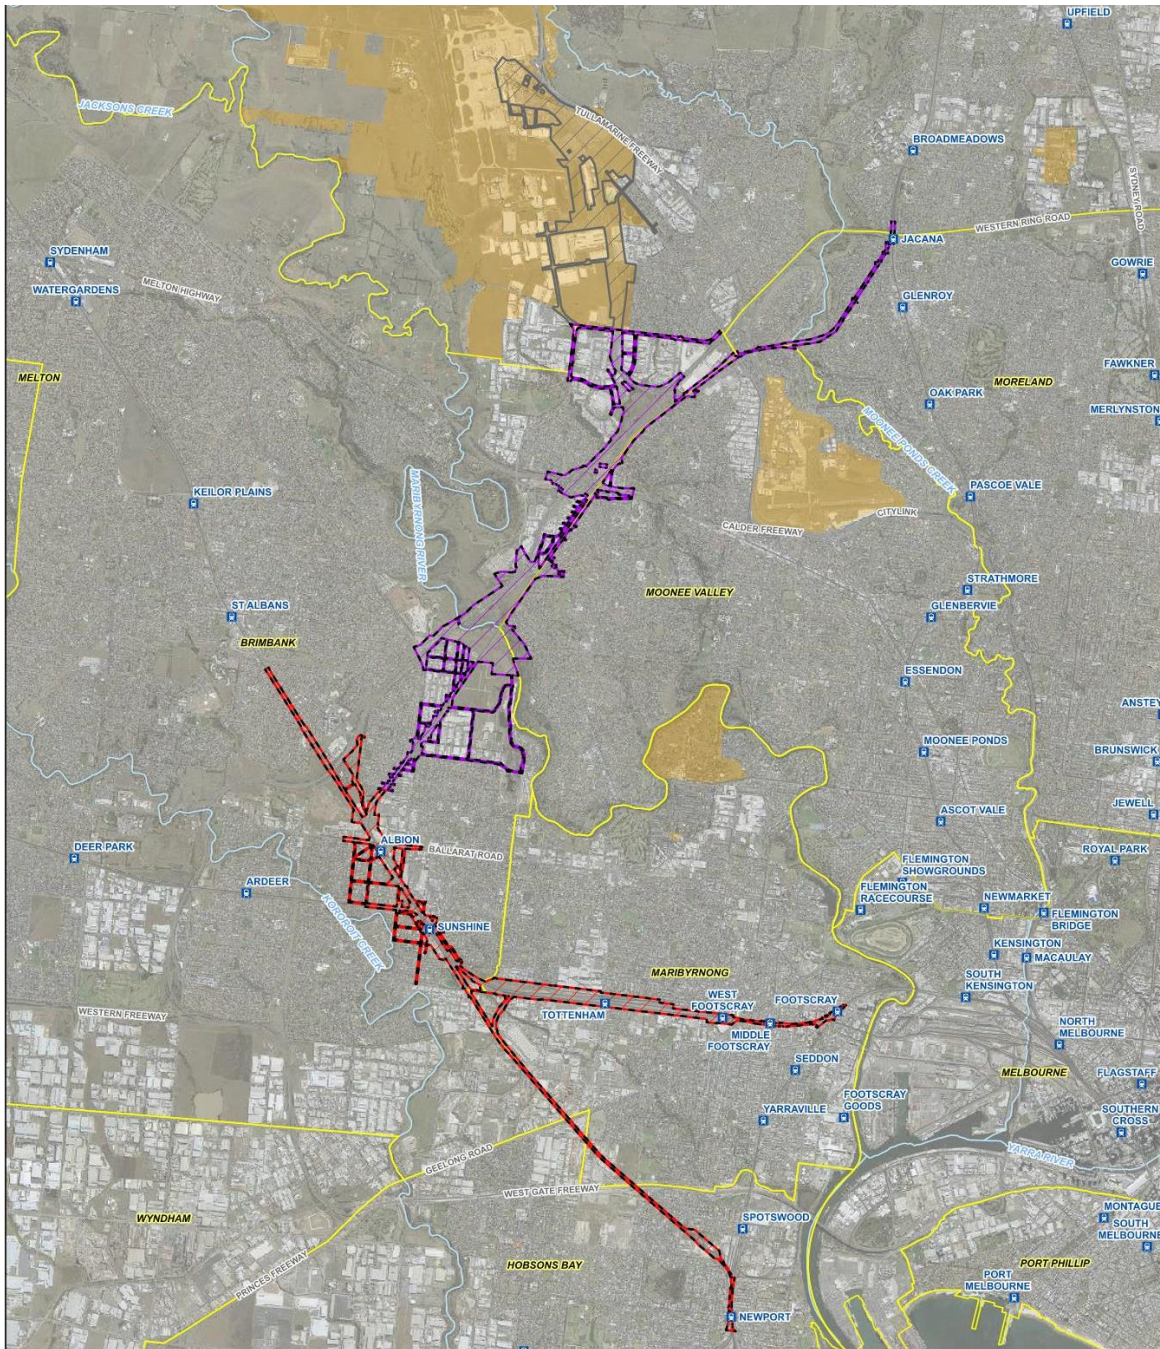 UPFIELD
JACKSONS CREEK
TULLAMARINE FREEWAY
BROADMEADOWS
SYDNEY ROAD
WESTERN RING ROAD
JACANA
SYDENHAM
GOWRIE
WATERGARDENS
MELTON HIGHWAY
GLENROY
FAWKNER
MELTON
MORELAND
OAK PARK
MERLYNSTON
MOONEE PONDS CREEK
KEILOR PLAINS
MARIBYRNONG RIVER
PASCOE VALE
CITYLINK
CALDER FREEWAY
STRATHMORE
MOONEE VALLEY
GLENBERVIE
ST ALBANS
BRIMBANK
ESSENDON
ANSTEY
MOONEE PONDS
BRUNSWICK
JEWELL
ASCOT VALE
ALBION
BALLARAT ROAD
DEER PARK
ROYAL PARK
FLEMINGTON
SHOWGROUNDS
ARDEER
FLEMINGTON
RACECOURSE
NEWMARKET
FLEMINGTON
BRIDGE
KOROROIT CREEK
SUNSHINE
KENSINGTON
MACAULAY
MARIBYRNONG
SOUTH
KENSINGTON
WEST
FOOTSCRAY
FOOTSCRAY
TOTTENHAM
WESTERN FREEWAY
NORTH
MELBOURNE
MIDDLE
FOOTSCRAY
SEDDON
MELBOURNE
FLAGSTAFF
FOOTSCRAY
GOODS
YARRAVILLE
SOUTHERN
CROSS
GEELONG ROAD
YARRA RIVER
WEST GATE FREEWAY
WYNDHAM
SPOTSWOOD
MONTAGUE
SOUTH
MELBOURNE
PRINCES FREEWAY
HOBSONS BAY
PORT PHILLIP
PORT
MELBOURNE
NEWPORT